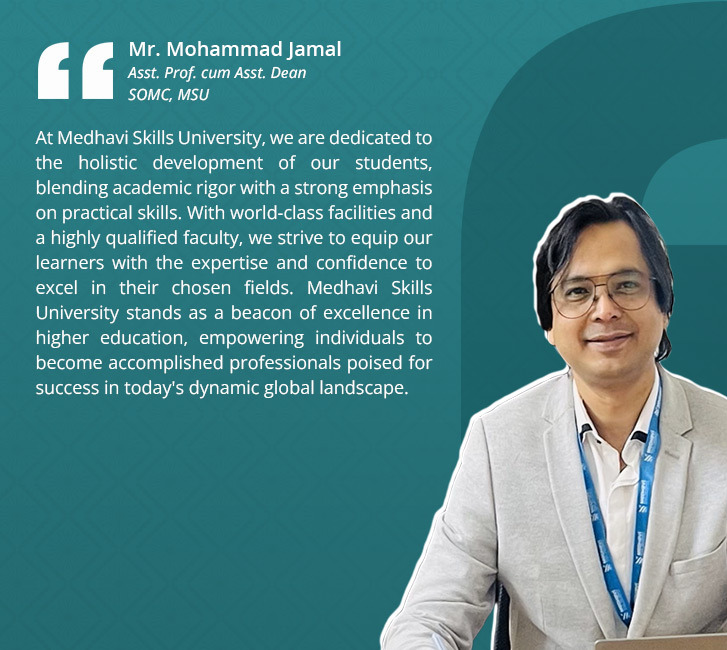 Mr. Mohammad Jamal
Asst. Prof. cum Asst. Dean
SOMC, MSU
At Medhavi Skills University, we are dedicated to
the holistic development of our students,
blending academic rigor with a strong emphasis
on practical skills. With world-class facilities and
a highly qualified faculty, we strive to equip our
learners with the expertise and confidence to
excel in their chosen fields. Medhavi Skills
University stands as a beacon of excellence in
higher education, empowering individuals to
become accomplished professionals poised for
success in today's dynamic global landscape.